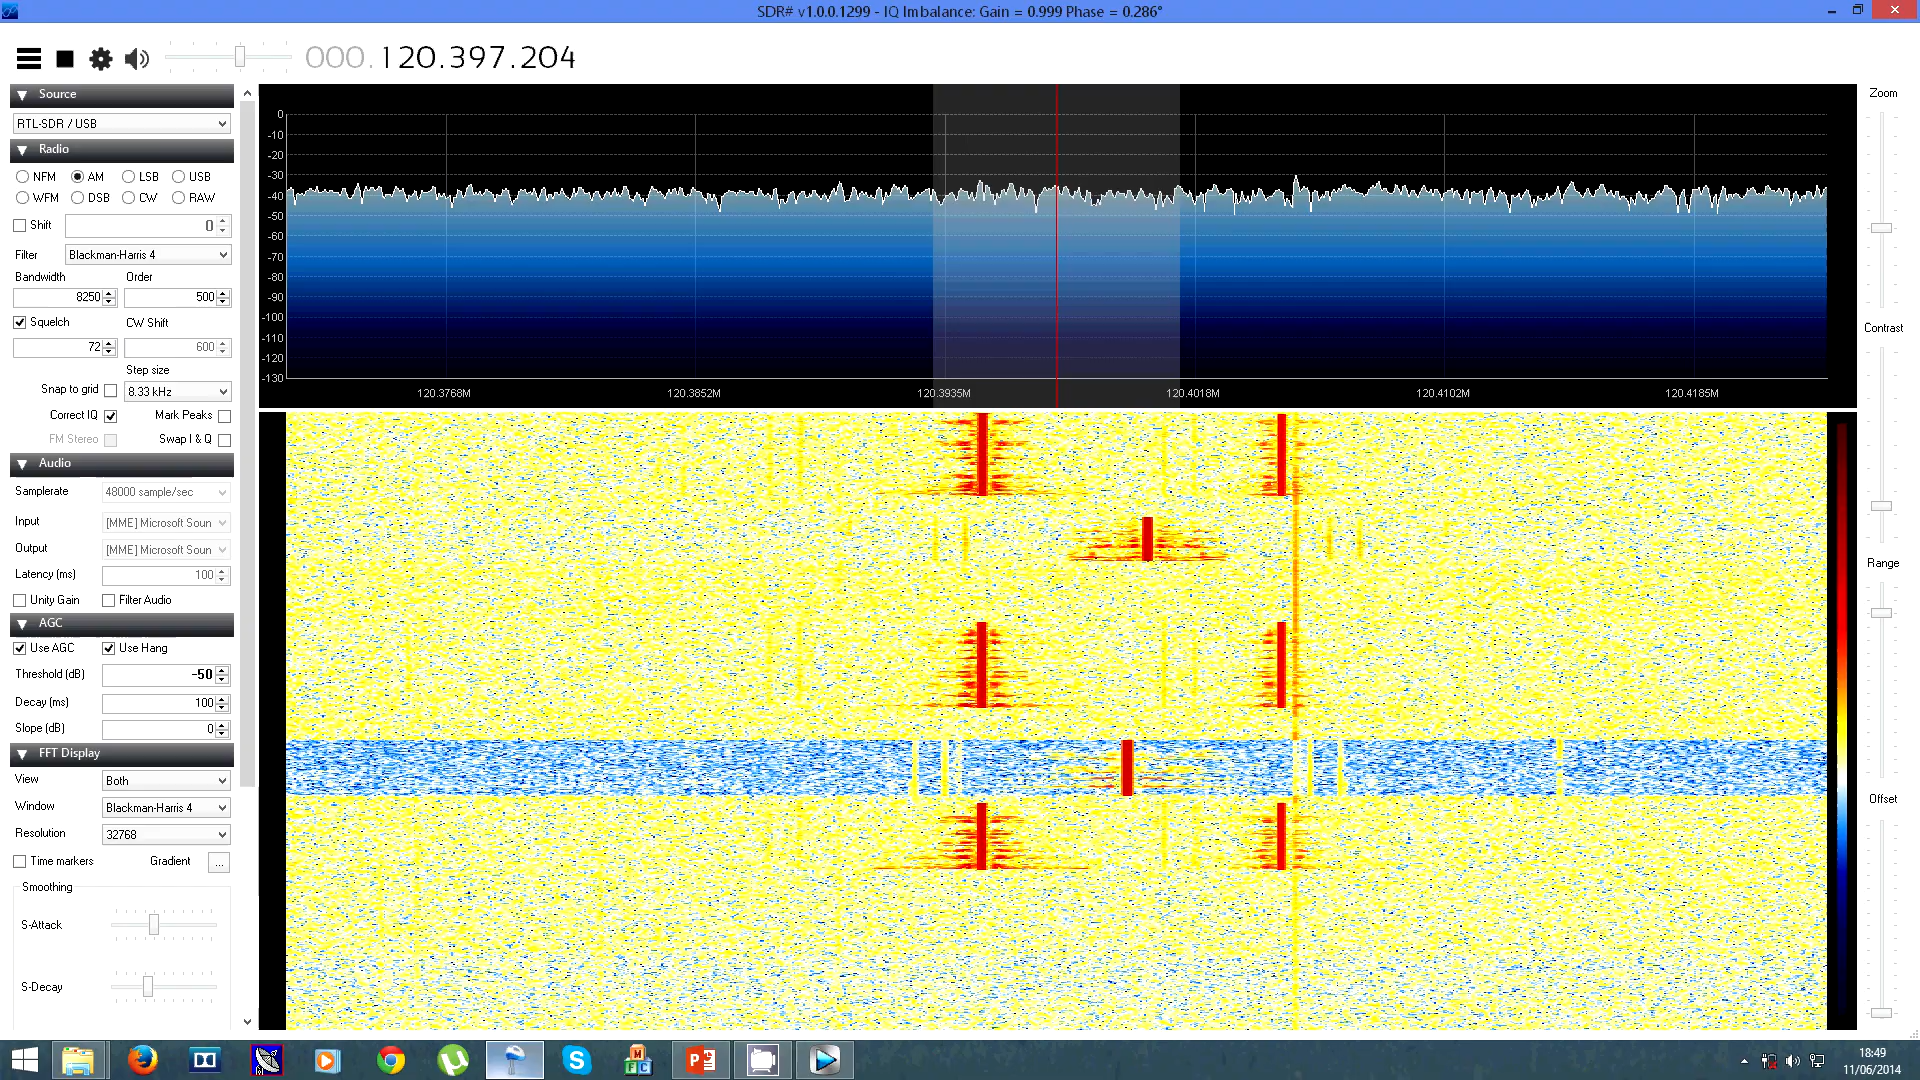 SDR# v1.0.0.1299 - IQ Imbalance: Gain = 0.999 Phase = 0.286°
000.120.397.204
Source
RTL-SDR / USB
Radio
NFM AM LSB USB
WFM DSB CW RAW
Shift 0
Filter Blackman-Harris 4
Bandwidth Order
8250 500
Squelch CW Shift
72 600
Step size
Snap to grid 8.33 kHz
Correct IQ Mark Peaks
FM Stereo Swap I & Q
Audio
Samplerate 48000 sample/sec
Input [MME] Microsoft Soun
Output [MME] Microsoft Soun
Latency (ms) 100
Unity Gain Filter Audio
AGC
Use AGC Use Hang
Threshold (dB) -50
Decay (ms) 100
Slope (dB) 0
FFT Display
View Both
Window Blackman-Harris 4
Resolution 32768
Time markers Gradient ...
Smoothing
S-Attack
S-Decay
0
-10
-20
-30
-40
-50
-60
-70
-80
-90
-100
-110
-120
-130
120.3768M 120.3852M 120.3935M 120.4018M 120.4102M 120.4185M
Zoom
Contrast
Range
Offset
18:49
11/06/2014